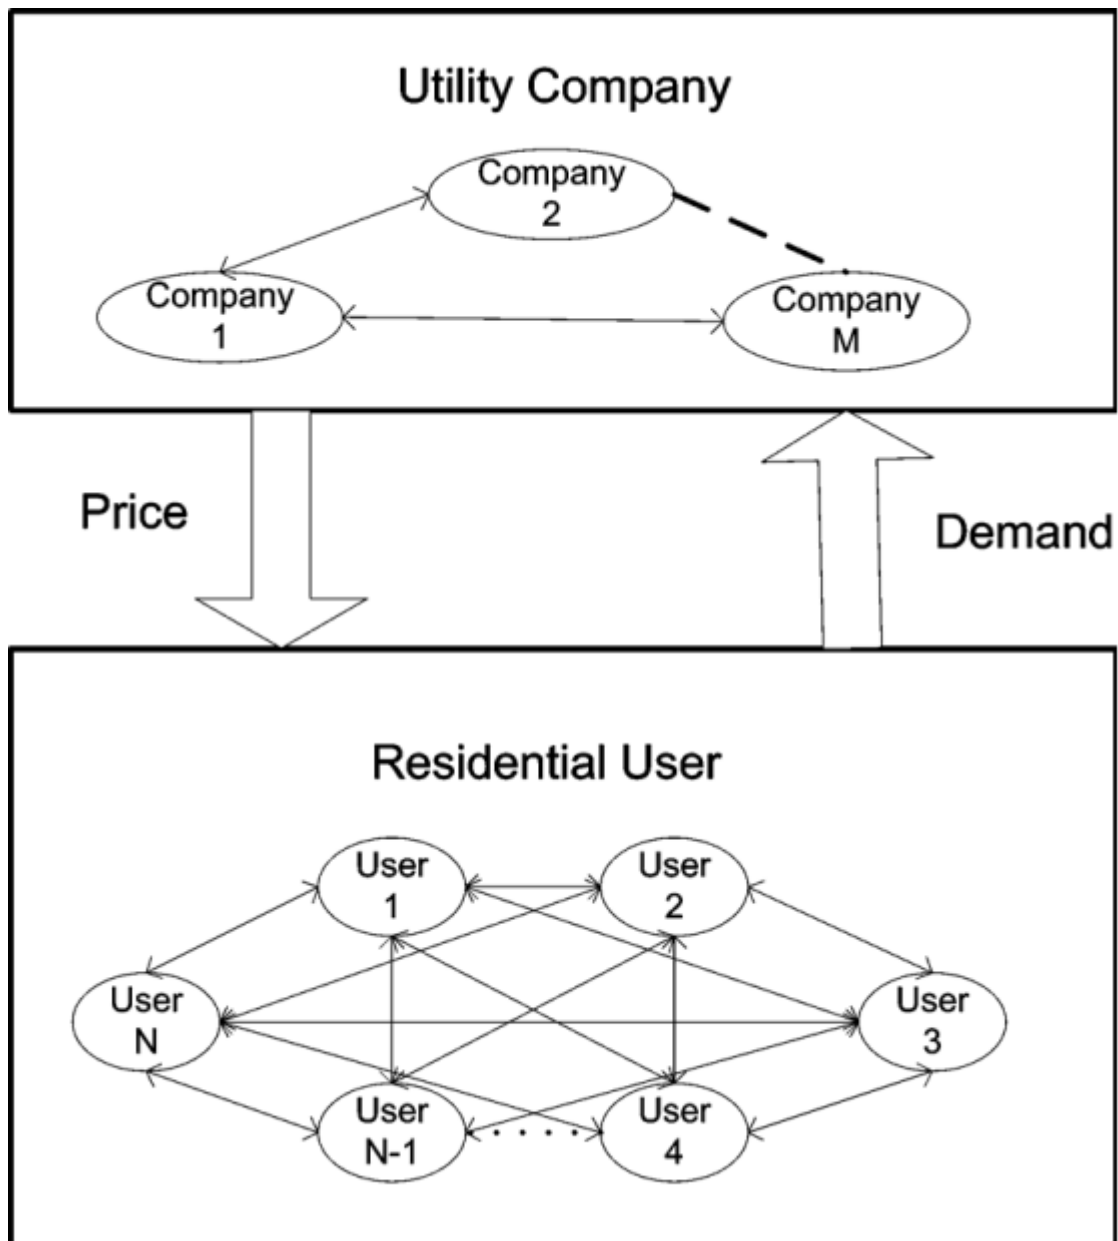 Utility Company
Company
2
Company
1
Company
M
Price
Demand
Residential User
User
1
User
2
User
N
User
3
User
N-1
User
4